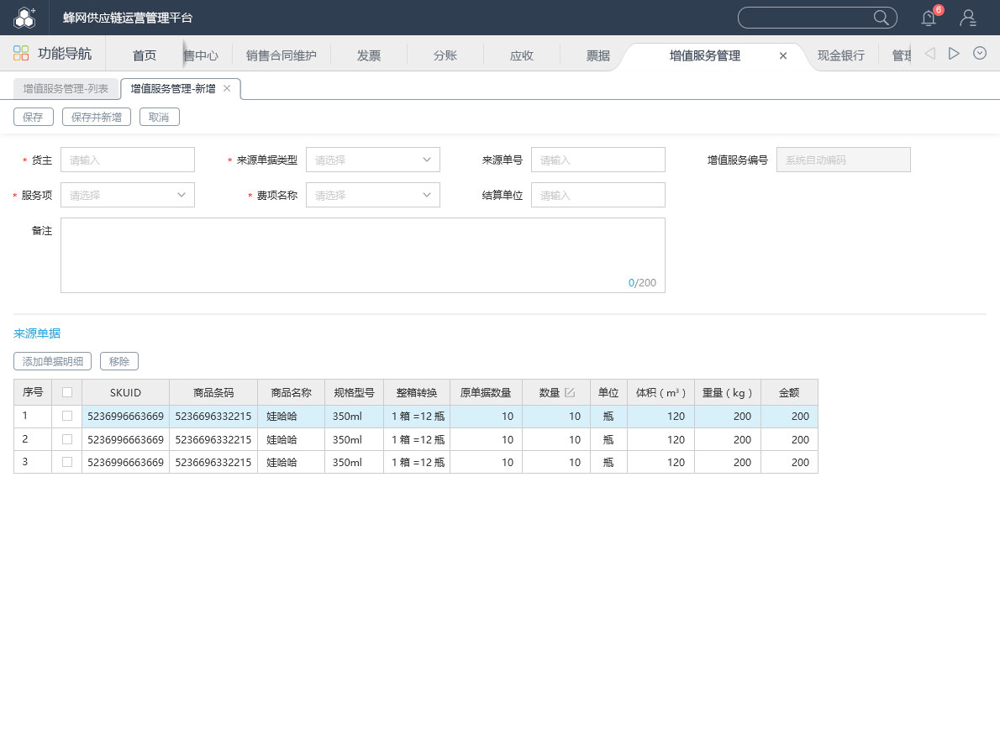 蜂网供应链运营管理平台
6
功能导航 首页 售中心 销售合同维护 发票 分账 应收 票据 增值服务管理 × 现金银行 管理
增值服务管理-列表 增值服务管理-新增 ×
保存 保存并新增 取消
* 货主 请输入 * 来源单据类型 请选择 来源单号 请输入 增值服务编号 系统自动编码
* 服务项 请选择 * 费项名称 请选择 结算单位 请输入
备注
0/200
来源单据
添加单据明细 移除
序号 SKUID 商品条码 商品名称 规格型号 整箱转换 原单据数量 数量 单位 体积（m³） 重量（kg） 金额
1 5236996663669 5236696332215 娃哈哈 350ml 1 箱 =12 瓶 10 10 瓶 120 200 200
2 5236996663669 5236696332215 娃哈哈 350ml 1 箱 =12 瓶 10 10 瓶 120 200 200
3 5236996663669 5236696332215 娃哈哈 350ml 1 箱 =12 瓶 10 10 瓶 120 200 200